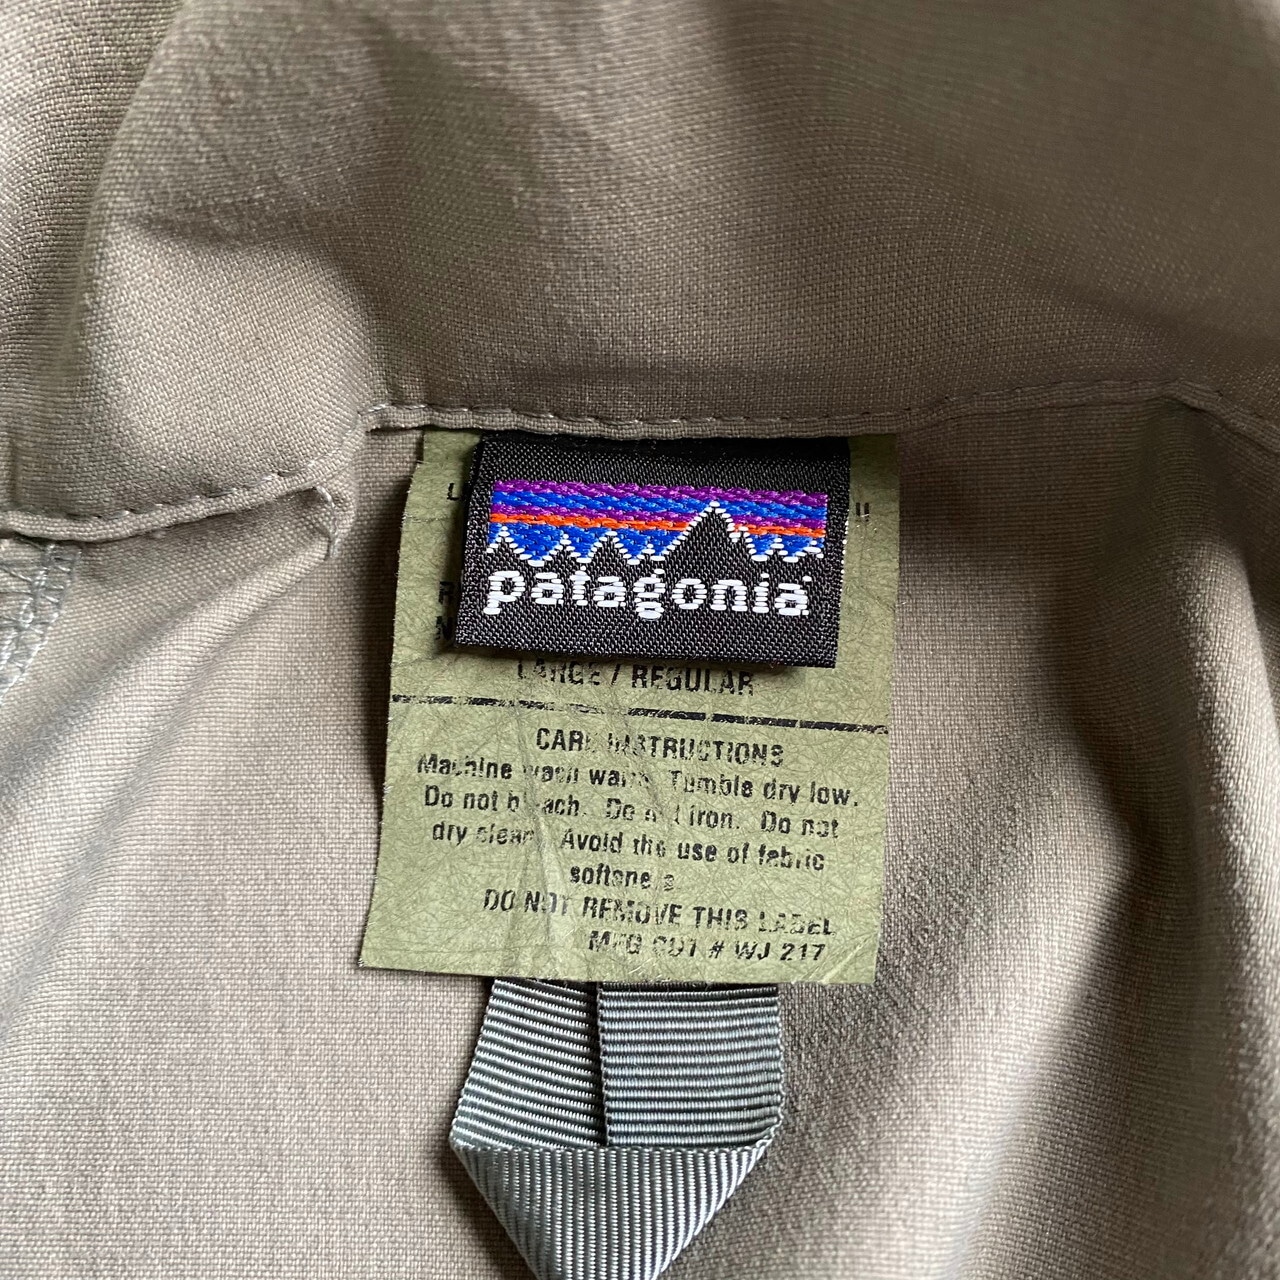 patagonia
LARGE / REGULAR
CARE INSTRUCTIONS
Machine wash warm. Tumble dry low.
Do not bleach. Do not iron. Do not
dry clean. Avoid the use of fabric
softeners
DO NOT REMOVE THIS LABEL
MFG CUT # WJ 217